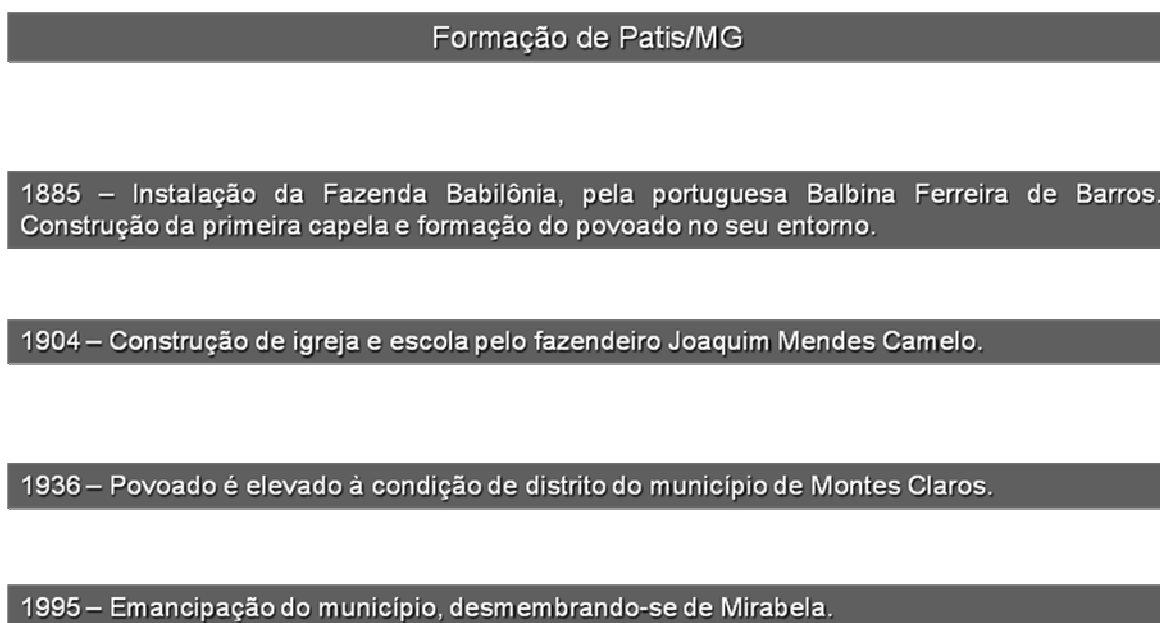 Formação de Patis/MG
1885 – Instalação da Fazenda Babilônia, pela portuguesa Balbina Ferreira de Barros.
Construção da primeira capela e formação do povoado no seu entorno.
1904 – Construção de igreja e escola pelo fazendeiro Joaquim Mendes Camelo.
1936 – Povoado é elevado à condição de distrito do município de Montes Claros.
1995 – Emancipação do município, desmembrando-se de Mirabela.